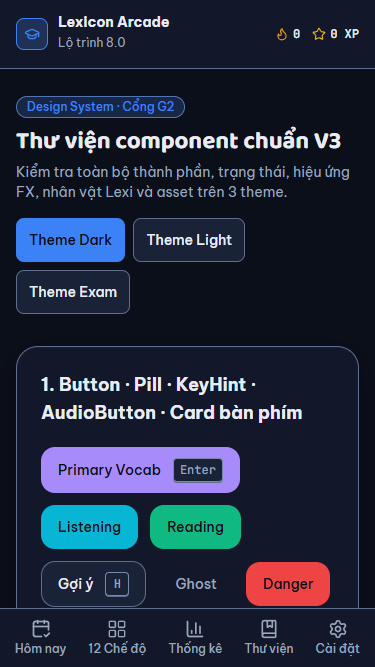 Lexicon Arcade
Lộ trình 8.0
0
0 XP
Design System · Cổng G2
Thư viện component chuẩn V3
Kiểm tra toàn bộ thành phần, trạng thái, hiệu ứng
FX, nhân vật Lexi và asset trên 3 theme.
Theme Dark
Theme Light
Theme Exam
1. Button · Pill · KeyHint ·
AudioButton · Card bàn phím
Primary Vocab Enter
Listening
Reading
Gợi ý H
Ghost
Danger
Hôm nay
12 Chế độ
Thống kê
Thư viện
Cài đặt